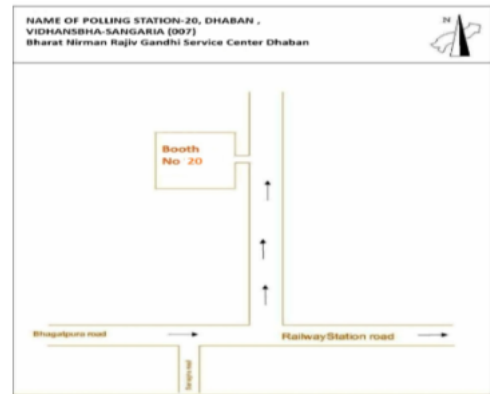 NAME OF POLLING STATION-20, DHABAN ,
VIDHANSBHA-SANGARIA (007)
Bharat Nirman Rajiv Gandhi Service Center Dhaban
N
Booth
No 20
Bhagatpura road
RailwayStation road